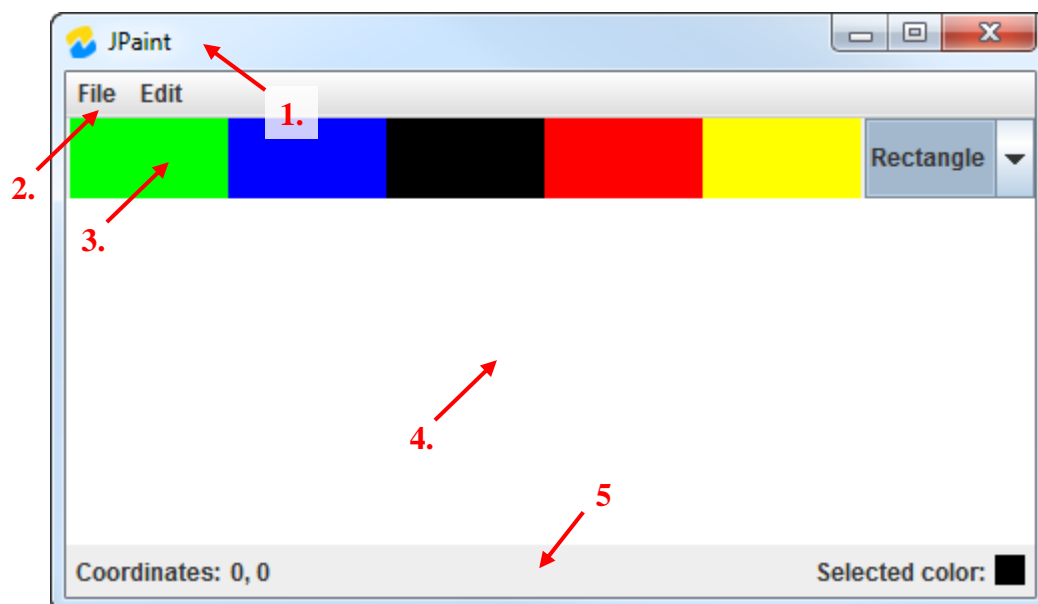 JPaint
File Edit
1.
2.
Rectangle
3.
4.
5
Coordinates: 0, 0
Selected color: